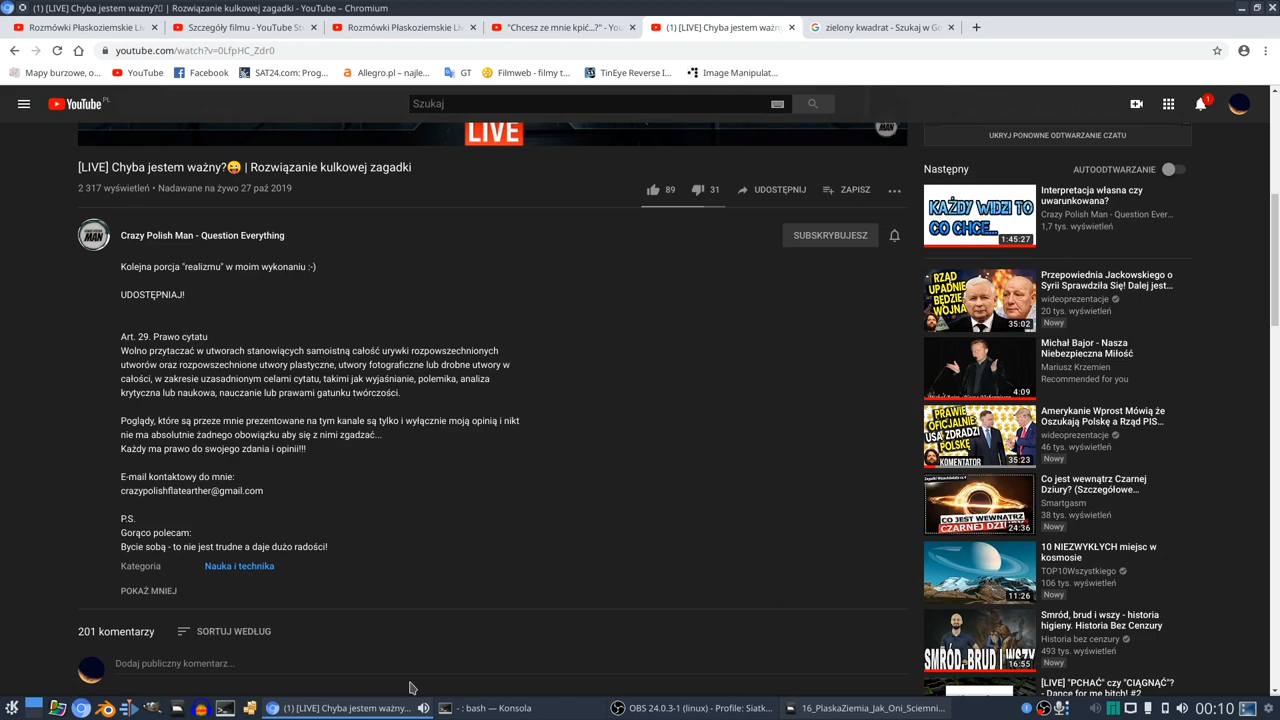 (1) [LIVE] Chyba jestem ważny?😜 | Rozwiązanie kulkowej zagadki - YouTube – Chromium
Rozmówki Płaskoziemskie Li
Szczegóły filmu - YouTube St
Rozmówki Płaskoziemskie L
"Chcesz ze mnie kpić...?" - You
(1) [LIVE] Chyba jestem ważny
zielony kwadrat - Szukaj w Go
youtube.com/watch?v=0LfpHC_Zdr0
Mapy burzowe, o...
YouTube
Facebook
SAT24.com: Prog...
Allegro.pl – najle...
GT
Filmweb - filmy t...
TinEye Reverse I...
Image Manipulat...
YouTube PL
Szukaj
1
LIVE
MAN
UKRYJ PONOWNE ODTWARZANIE CZATU
[LIVE] Chyba jestem ważny?😜 | Rozwiązanie kulkowej zagadki
2 317 wyświetleń • Nadawane na żywo 27 paź 2019
89
31
UDOSTĘPNIJ
ZAPISZ
MAN
Crazy Polish Man - Question Everything
SUBSKRYBUJESZ
Kolejna porcja "realizmu" w moim wykonaniu :-)
UDOSTĘPNIAJ!
Art. 29. Prawo cytatu
Wolno przytaczać w utworach stanowiących samoistną całość urywki rozpowszechnionych
utworów oraz rozpowszechnione utwory plastyczne, utwory fotograficzne lub drobne utwory w
całości, w zakresie uzasadnionym celami cytatu, takimi jak wyjaśnianie, polemika, analiza
krytyczna lub naukowa, nauczanie lub prawami gatunku twórczości.
Poglądy, które są przeze mnie prezentowane na tym kanale są tylko i wyłącznie moją opinią i nikt
nie ma absolutnie żadnego obowiązku aby się z nimi zgadzać...
Każdy ma prawo do swojego zdania i opinii!!!
E-mail kontaktowy do mnie:
crazypolishflatearther@gmail.com
P.S.
Gorąco polecam:
Bycie sobą - to nie jest trudne a daje dużo radości!
Kategoria
Nauka i technika
POKAŻ MNIEJ
201 komentarzy
SORTUJ WEDŁUG
Dodaj publiczny komentarz...
Następny
AUTOODTWARZANIE
KAŻDY WIDZI TO
CO CHCE...
1:45:27
Interpretacja własna czy
uwarunkowana?
Crazy Polish Man - Question Ever...
1,7 tys. wyświetleń
RZĄD
UPADNIE
BĘDZIE
WOJNA
35:02
Przepowiednia Jackowskiego o
Syrii Sprawdziła Się! Dalej jest...
wideoprezentacje
20 tys. wyświetleń
Nowy
4:09
Michał Bajor - Nasza
Niebezpieczna Miłość
Mariusz Krzemien
Recommended for you
PRAWIE
OFICJALNIE:
USA ZDRADZI
POLSKĘ
KOMENTATOR
35:23
Amerykanie Wprost Mówią że
Oszukają Polskę a Rząd PIS...
wideoprezentacje
46 tys. wyświetleń
Nowy
CO JEST WEWNĄTRZ
CZARNEJ DZIURY?
24:36
Co jest wewnątrz Czarnej
Dziury? (Szczegółowe...
Smartgasm
38 tys. wyświetleń
Nowy
11:26
10 NIEZWYKŁYCH miejsc w
kosmosie
TOP10Wszystkiego
106 tys. wyświetleń
Nowy
SMRÓD, BRUD I WSZY
16:55
Smród, brud i wszy - historia
higieny. Historia Bez Cenzury
Historia bez cenzury
493 tys. wyświetleń
Nowy
[LIVE] "PCHAĆ" czy "CIĄGNĄĆ"?
- Dance for me bitch! #2
(1) [LIVE] Chyba jestem ważny...
- : bash — Konsola
OBS 24.0.3-1 (linux) - Profile: Siatk...
16_PlaskaZiemia_Jak_Oni_Sciemni...
00:10